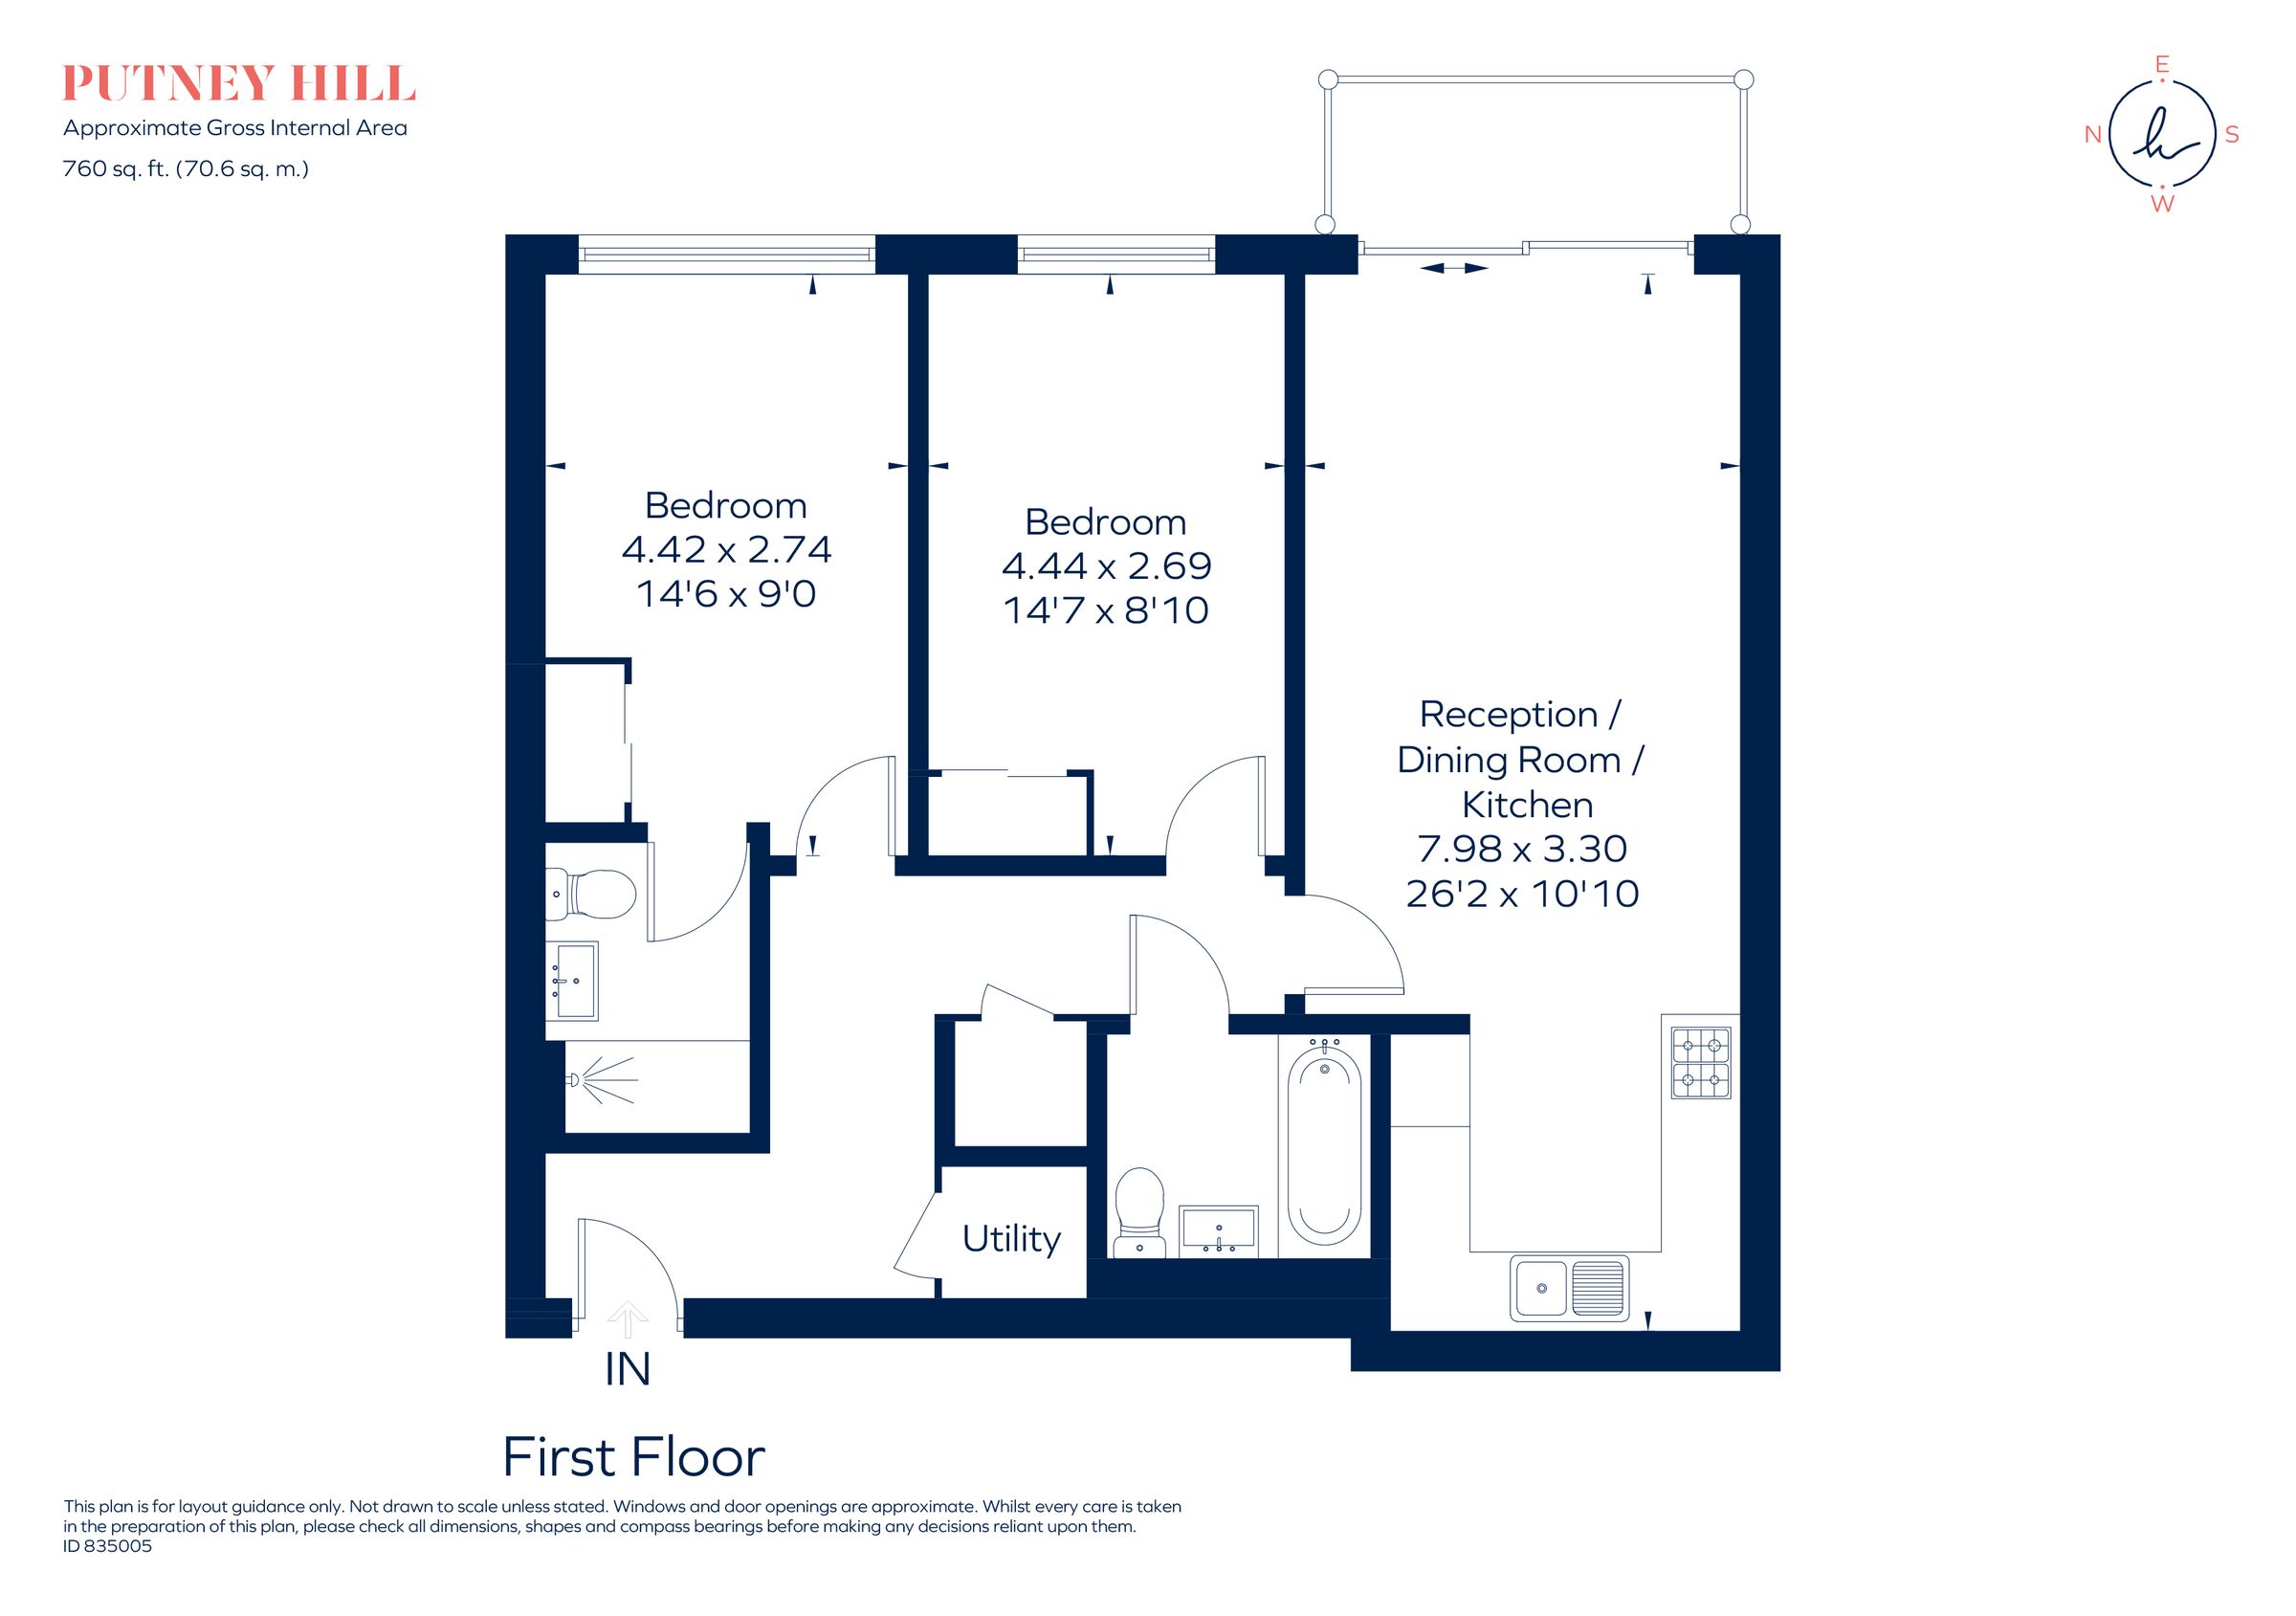 PUTNEY HILL
Approximate Gross Internal Area
760 sq. ft. (70.6 sq. m.)
E
N
S
W
Bedroom
4.42 x 2.74
14'6 x 9'0
Bedroom
4.44 x 2.69
14'7 x 8'10
Reception /
Dining Room /
Kitchen
7.98 x 3.30
26'2 x 10'10
Utility
IN
First Floor
This plan is for layout guidance only. Not drawn to scale unless stated. Windows and door openings are approximate. Whilst every care is taken
in the preparation of this plan, please check all dimensions, shapes and compass bearings before making any decisions reliant upon them.
ID 835005